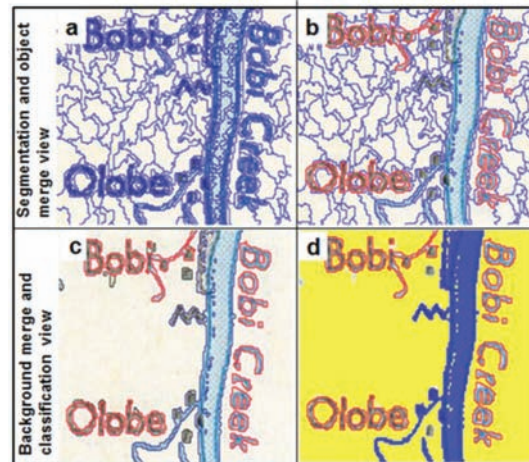 Segmentation and object
merge view
a
Bobi
Bobi Creek
Olobe
b
Bobi
Bobi Creek
Olobe
Background merge and
classification view
c
Bobi
Bobi Creek
Olobe
d
Bobi
Bobi Creek
Olobe